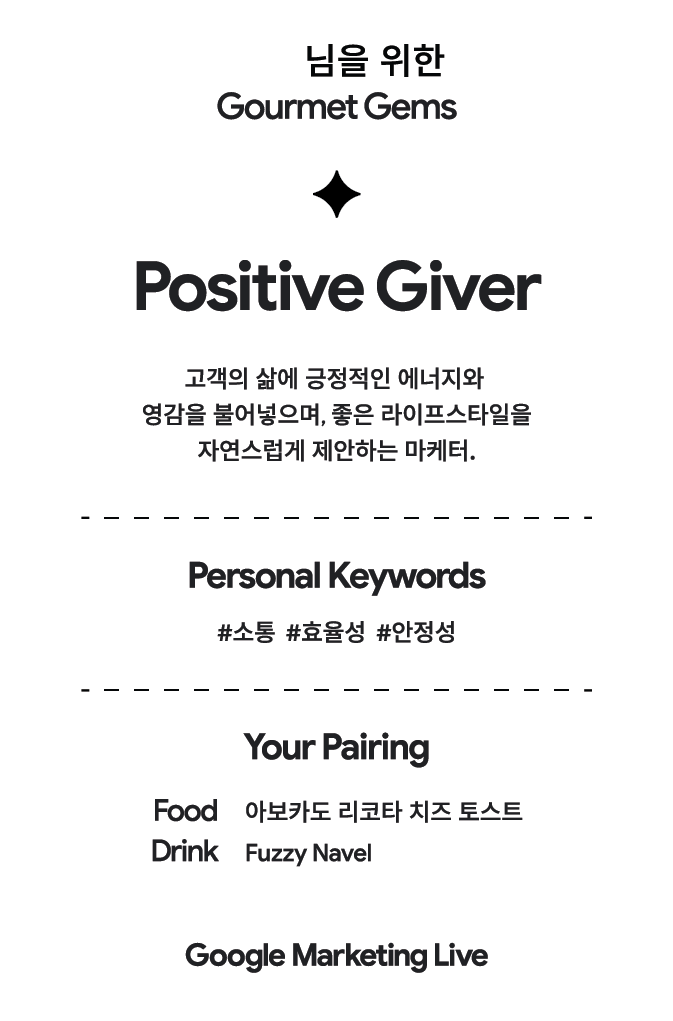 님을 위한
Gourmet Gems
Positive Giver
고객의 삶에 긍정적인 에너지와
영감을 불어넣으며, 좋은 라이프스타일을
자연스럽게 제안하는 마케터.
Personal Keywords
#소통 #효율성 #안정성
Your Pairing
Food 아보카도 리코타 치즈 토스트
Drink Fuzzy Navel
Google Marketing Live